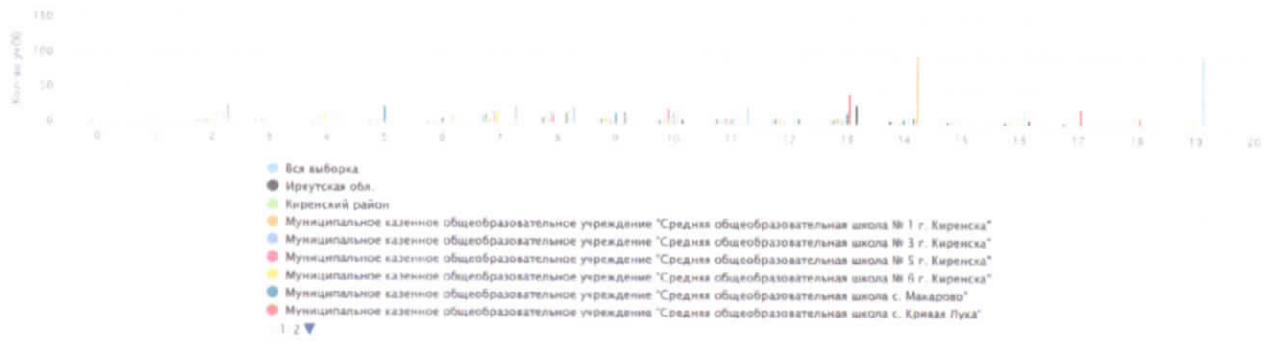 150
100
50
0
0 1 2 3 4 5 6 7 8 9 10 11 12 13 14 15 16 17 18 19 20
Вся выборка
Иркутская обл.
Киренский район
Муниципальное казенное общеобразовательное учреждение "Средняя общеобразовательная школа № 1 г. Киренска"
Муниципальное казенное общеобразовательное учреждение "Средняя общеобразовательная школа № 3 г. Киренска"
Муниципальное казенное общеобразовательное учреждение "Средняя общеобразовательная школа № 5 г. Киренска"
Муниципальное казенное общеобразовательное учреждение "Средняя общеобразовательная школа № 6 г. Киренска"
Муниципальное казенное общеобразовательное учреждение "Средняя общеобразовательная школа с. Макарово"
Муниципальное казенное общеобразовательное учреждение "Средняя общеобразовательная школа с. Кривая Лука"
1-2 ▼